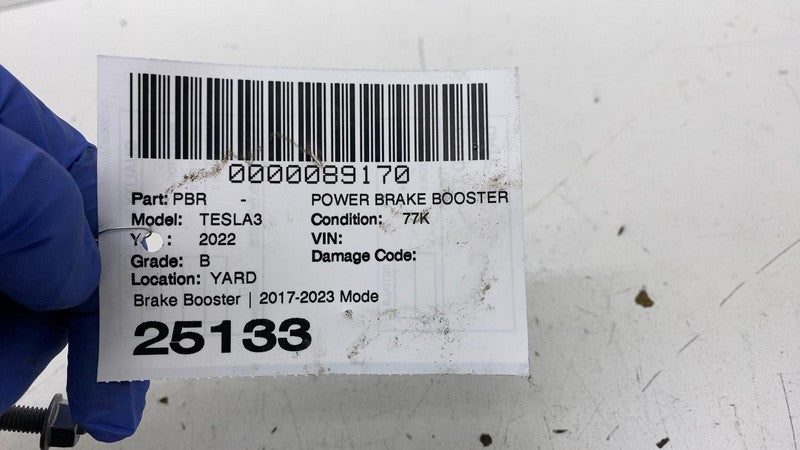 0000089170
Part: PBR - POWER BRAKE BOOSTER
Model: TESLA3 Condition: 77K
Y : 2022 VIN:
Grade: B Damage Code:
Location: YARD
Brake Booster | 2017-2023 Mode
25133